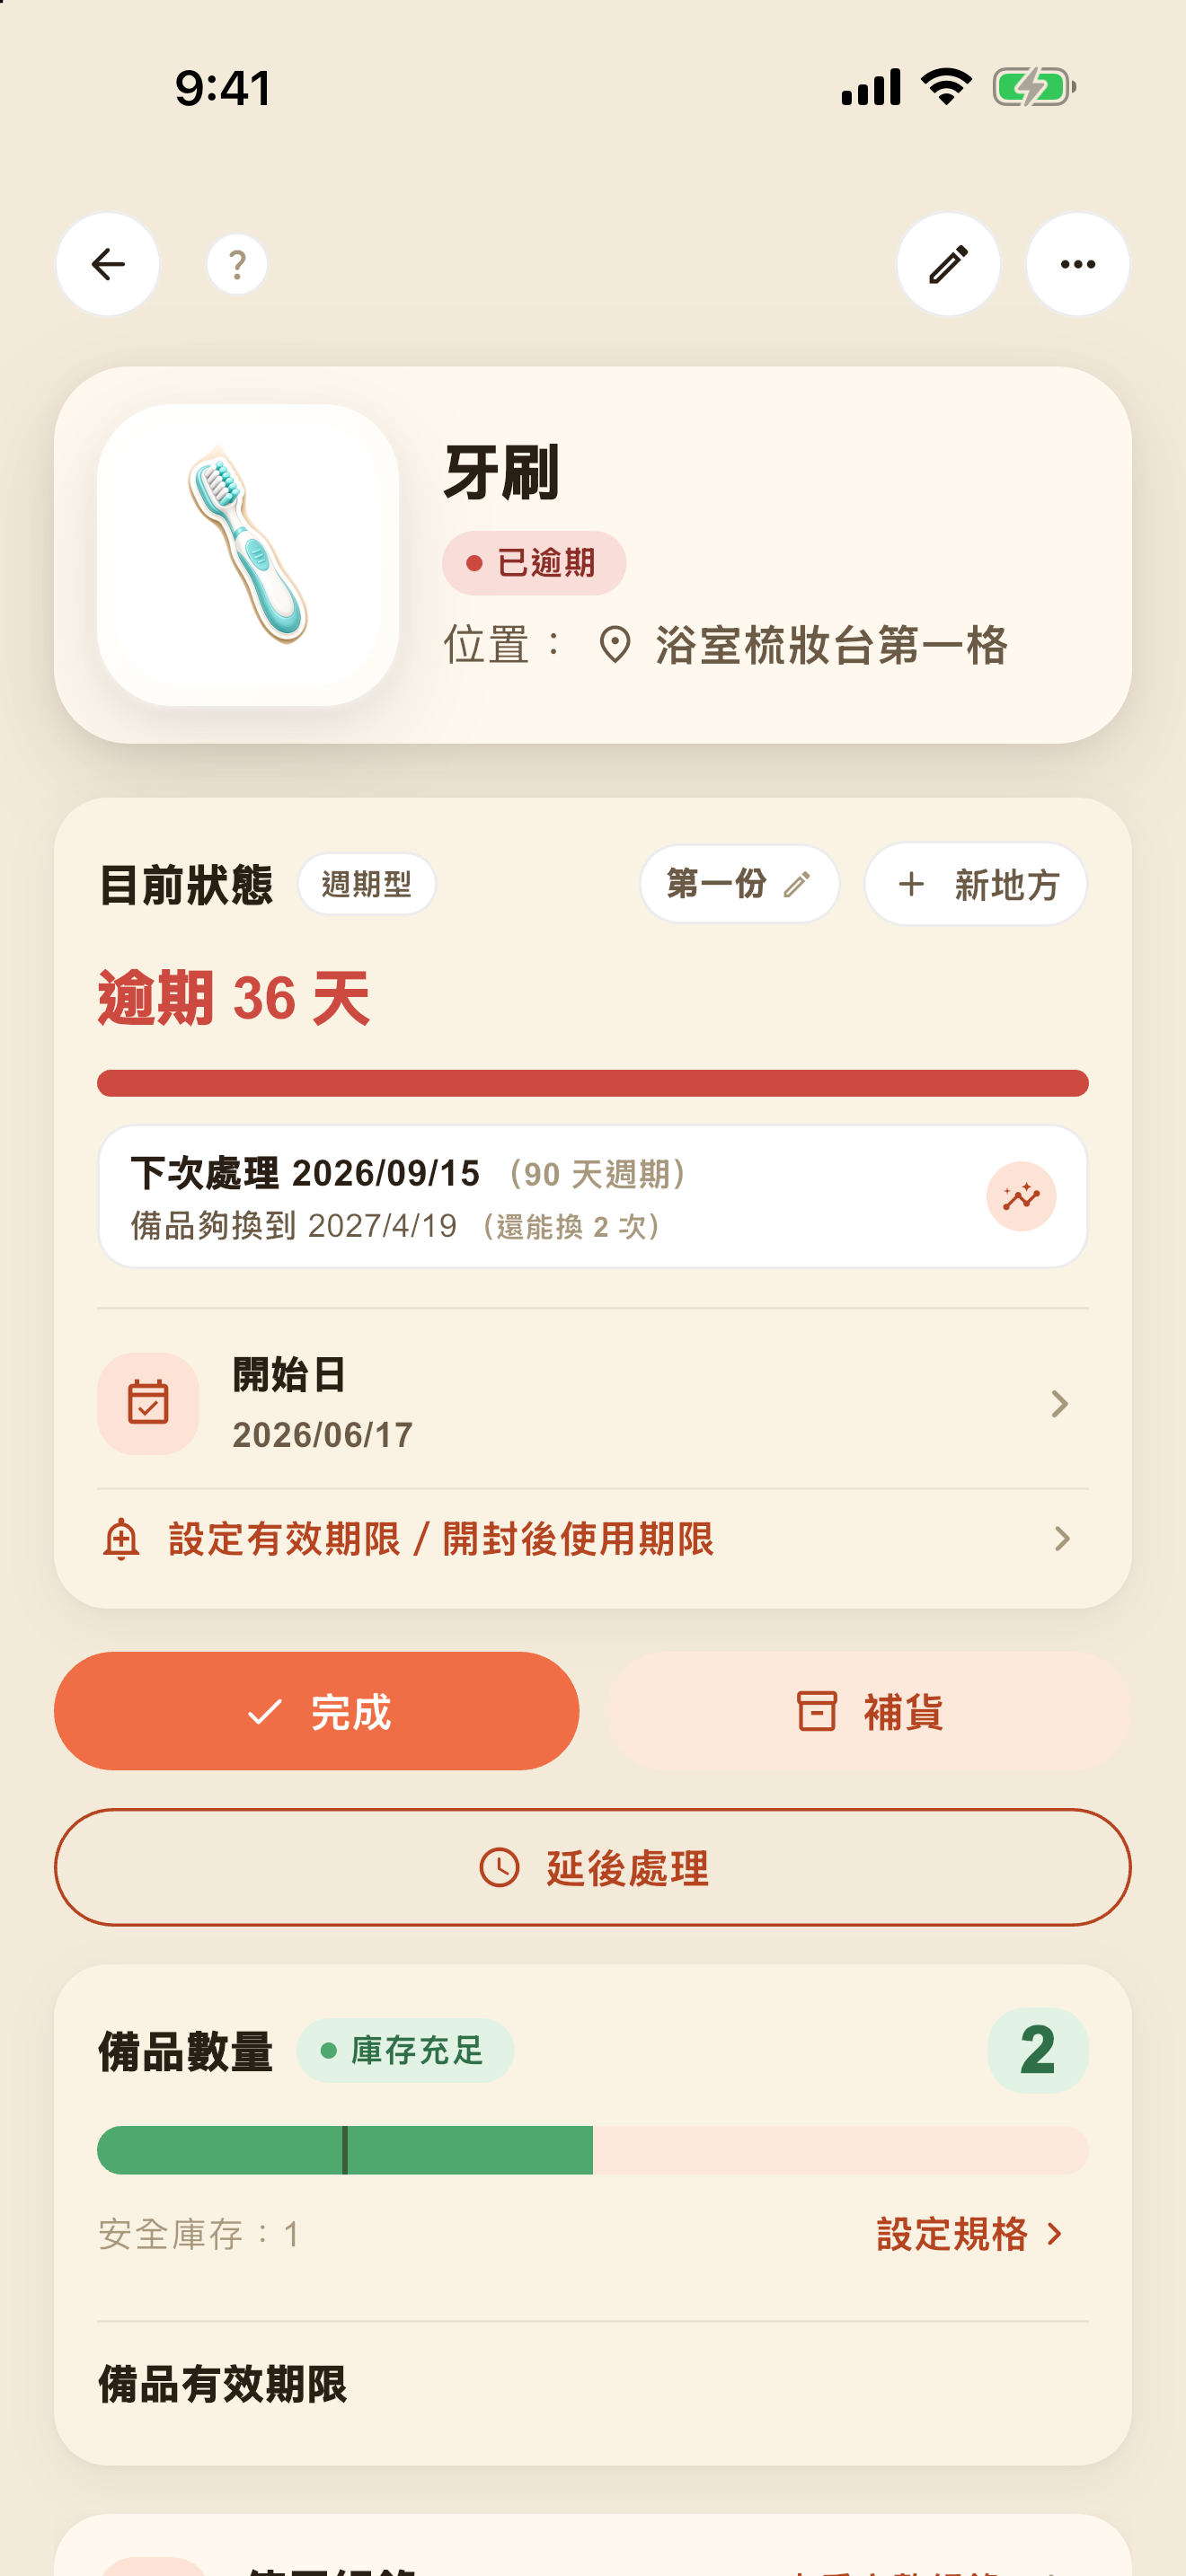 9:41
?
牙刷
已逾期
位置： 浴室梳妝台第一格
目前狀態 週期型 第一份 + 新地方
逾期 36 天
下次處理 2026/09/15 （90 天週期）
備品夠換到 2027/4/19 （還能換 2 次）
開始日
2026/06/17
設定有效期限 / 開封後使用期限
完成 補貨
延後處理
備品數量 庫存充足 2
安全庫存：1 設定規格
備品有效期限